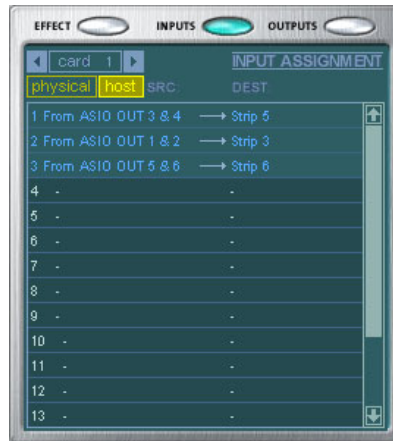 EFFECT INPUTS OUTPUTS
card 1 INPUT ASSIGNMENT
physical host SRC: DEST:
1 From ASIO OUT 3 & 4 → Strip 5
2 From ASIO OUT 1 & 2 → Strip 3
3 From ASIO OUT 5 & 6 → Strip 6
4 - -
5 - -
6 - -
7 - -
8 - -
9 - -
10 - -
11 - -
12 - -
13 - -